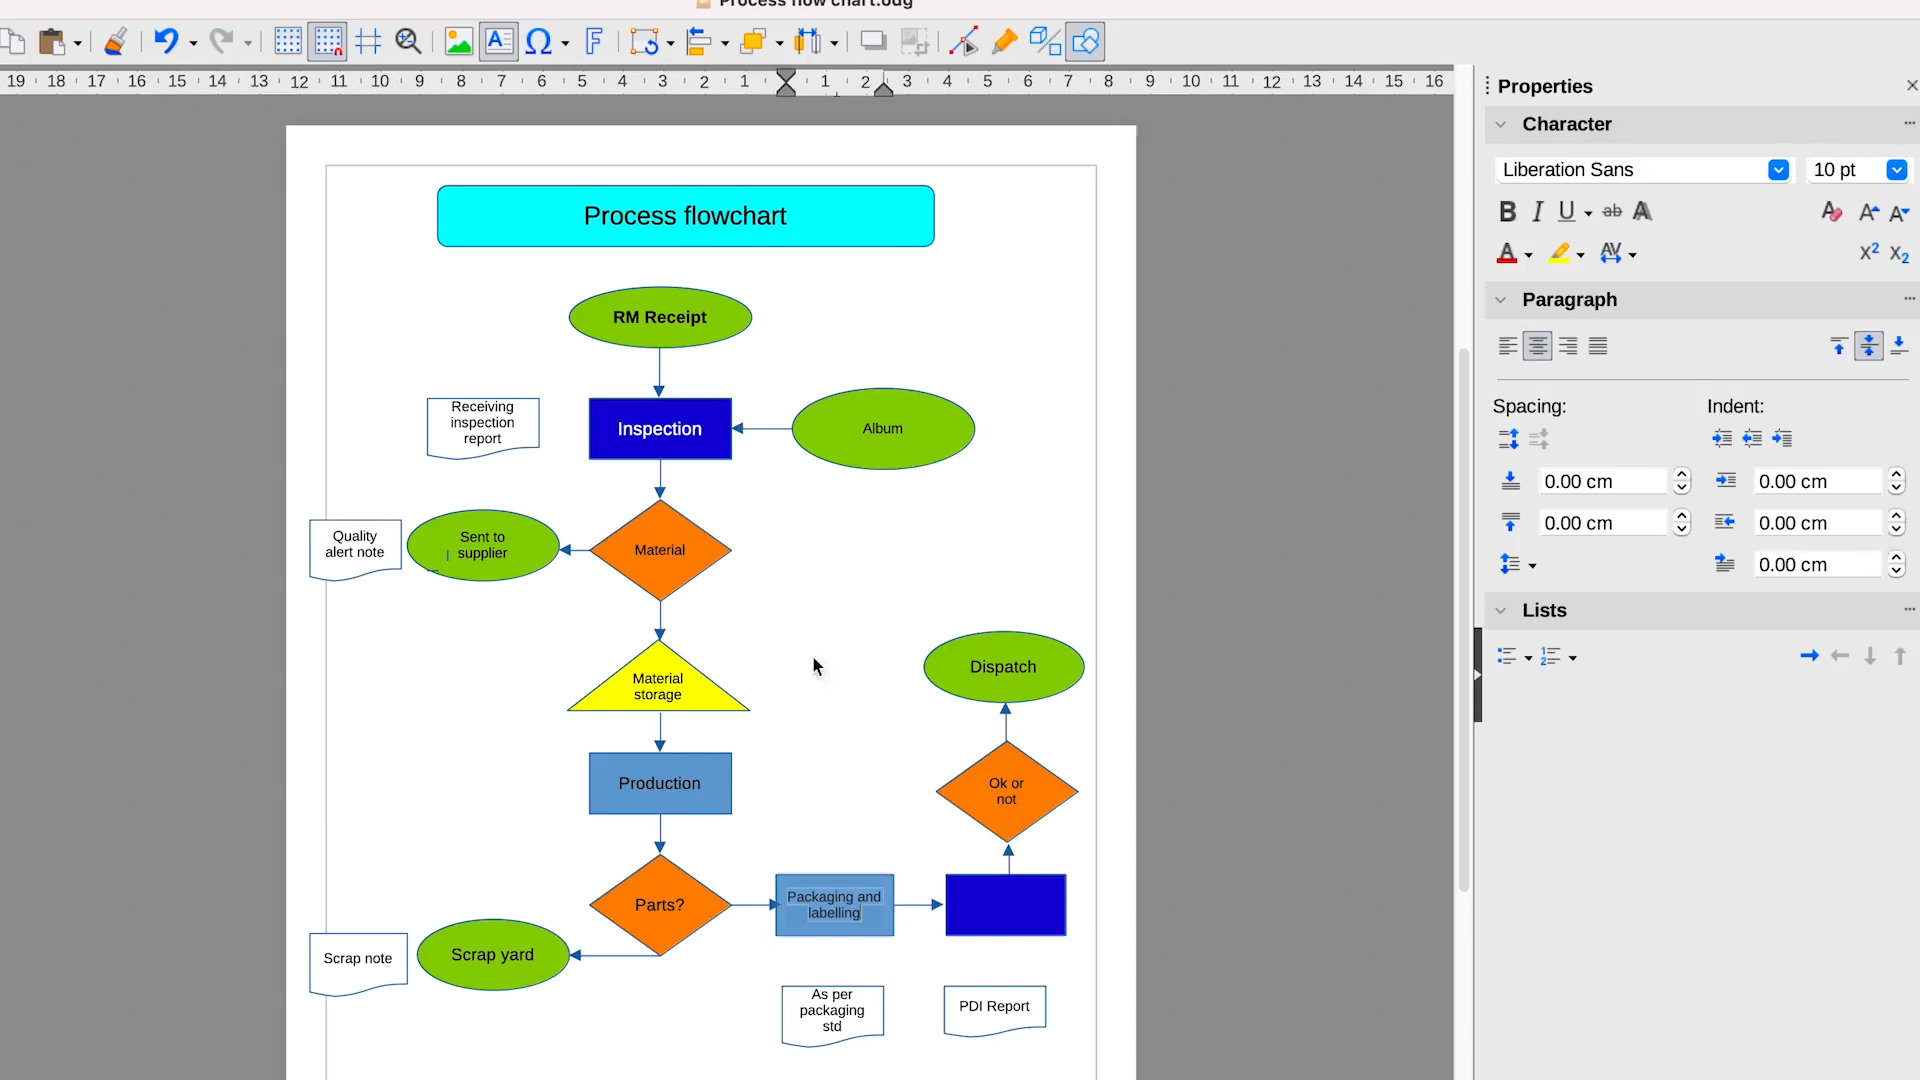 Process flow chart.odg
19 18 17 16 15 14 13 12 11 10 9 8 7 6 5 4 3 2 1 1 2 3 4 5 6 7 8 9 10 11 12 13 14 15 16
Properties
Character
Liberation Sans 10 pt
Paragraph
Spacing: Indent:
0.00 cm 0.00 cm
0.00 cm 0.00 cm
0.00 cm
Lists
Process flowchart
RM Receipt
Receiving
inspection
report
Inspection
Album
Quality
alert note
Sent to
supplier
Material
Material
storage
Dispatch
Production
Ok or
not
Parts?
Packaging and
labelling
Scrap note
Scrap yard
As per
packaging
std
PDI Report